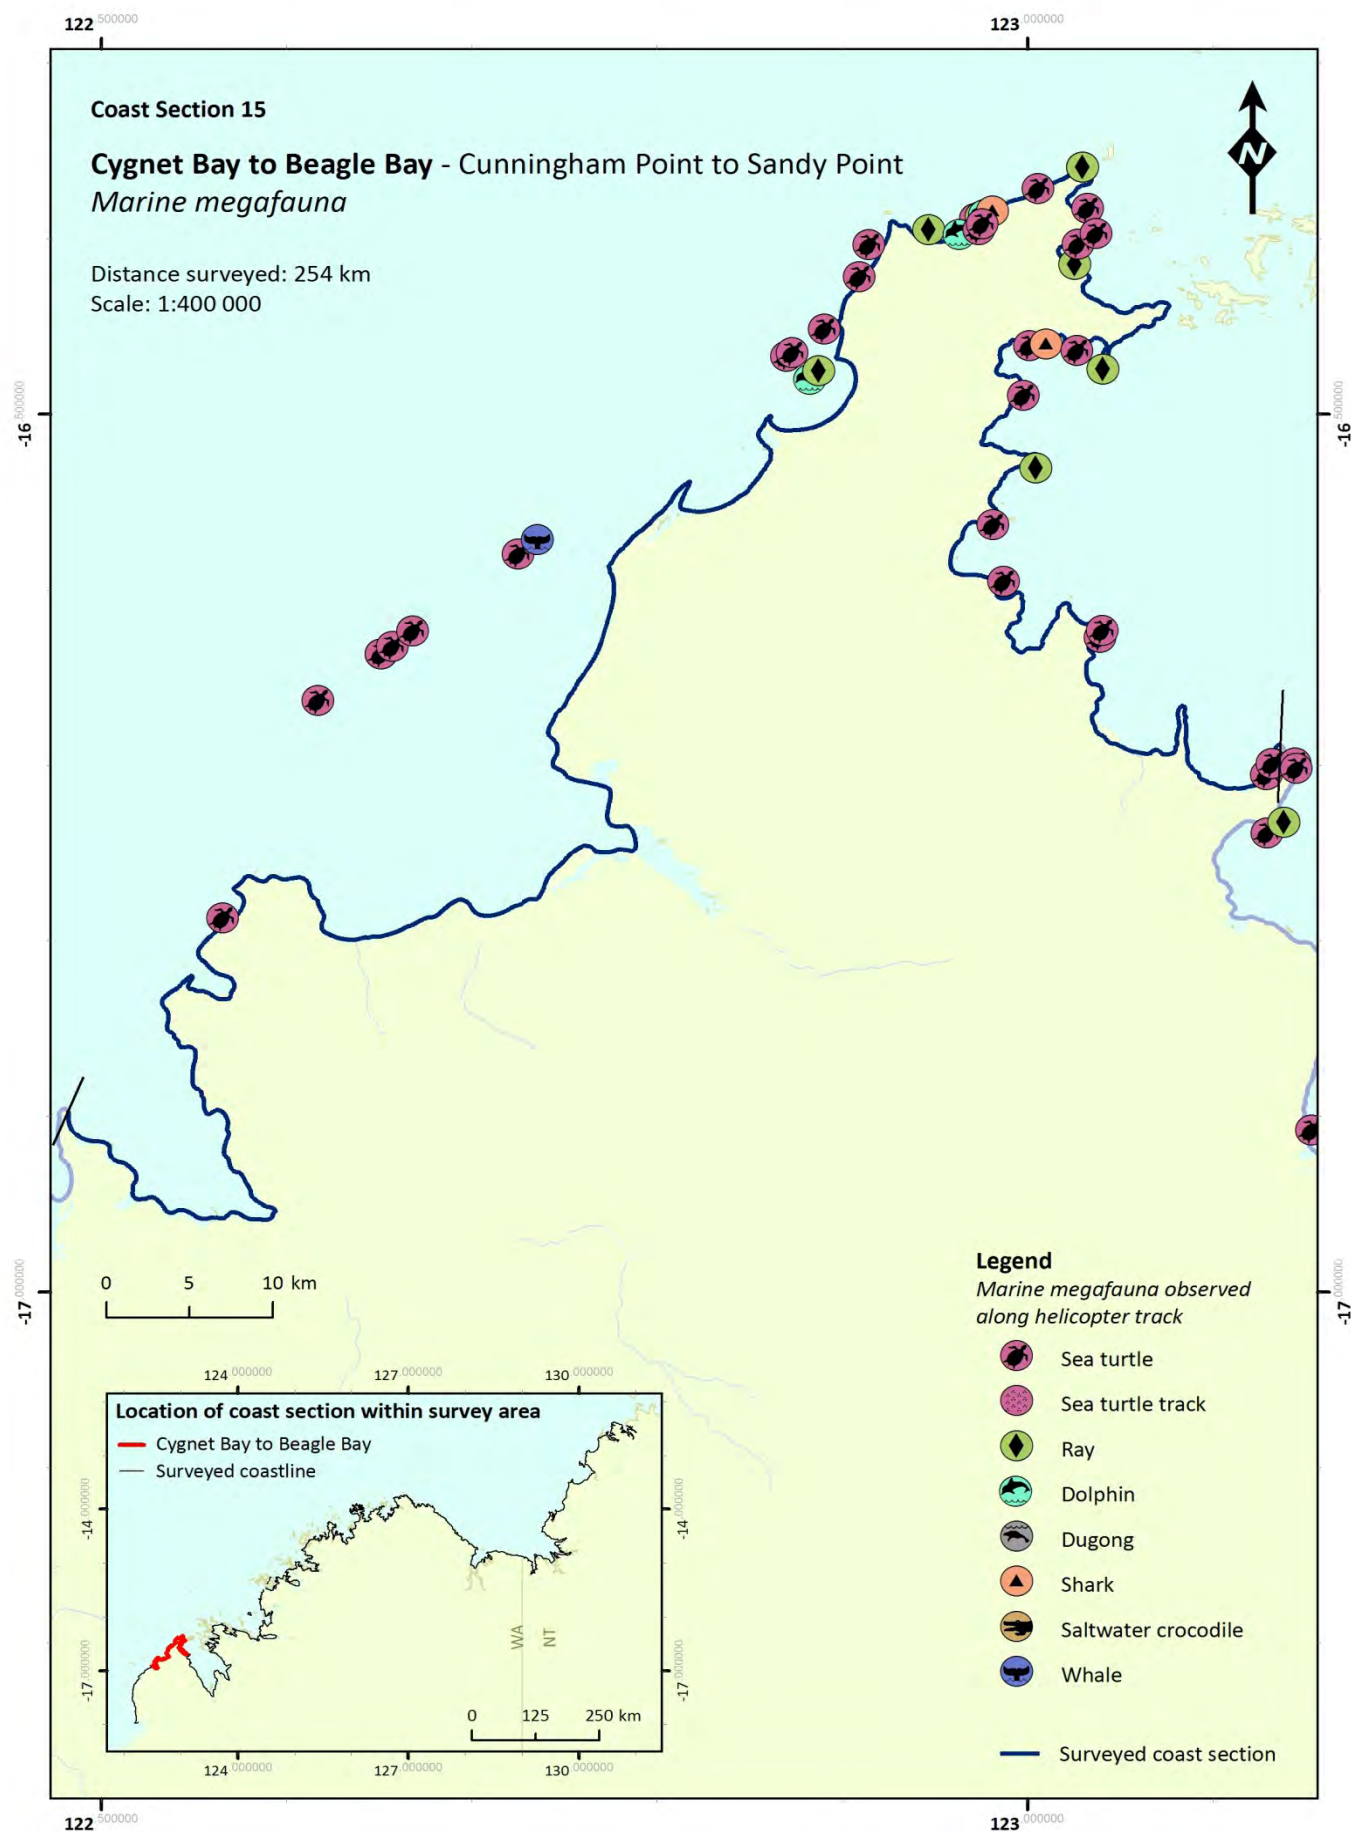 122.500000
123.000000
Coast Section 15
Cygnet Bay to Beagle Bay - Cunningham Point to Sandy Point
Marine megafauna
Distance surveyed: 254 km
Scale: 1:400 000
N
-16.500000
-16.500000
-17.000000
-17.000000
0 5 10 km
Legend
Marine megafauna observed
along helicopter track
Sea turtle
Sea turtle track
Ray
Dolphin
Dugong
Shark
Saltwater crocodile
Whale
Surveyed coast section
124.000000
127.000000
130.000000
Location of coast section within survey area
Cygnet Bay to Beagle Bay
Surveyed coastline
-14.000000
-14.000000
WA
NT
-17.000000
-17.000000
0 125 250 km
124.000000
127.000000
130.000000
122.500000
123.000000